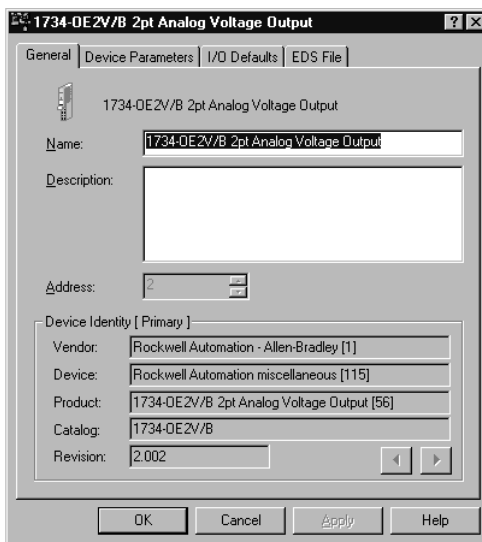 1734-OE2V/B 2pt Analog Voltage Output
General Device Parameters I/O Defaults EDS File
1734-OE2V/B 2pt Analog Voltage Output
Name: 1734-OE2V/B 2pt Analog Voltage Output
Description:
Address: 2
Device Identity [ Primary ]
Vendor: Rockwell Automation - Allen-Bradley [1]
Device: Rockwell Automation miscellaneous [115]
Product: 1734-OE2V/B 2pt Analog Voltage Output [56]
Catalog: 1734-OE2V/B
Revision: 2.002
OK Cancel Apply Help